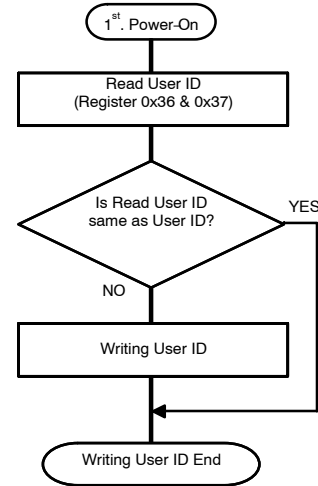 1st. Power-On
Read User ID
(Register 0x36 & 0x37)
Is Read User ID
same as User ID?
YES
NO
Writing User ID
Writing User ID End